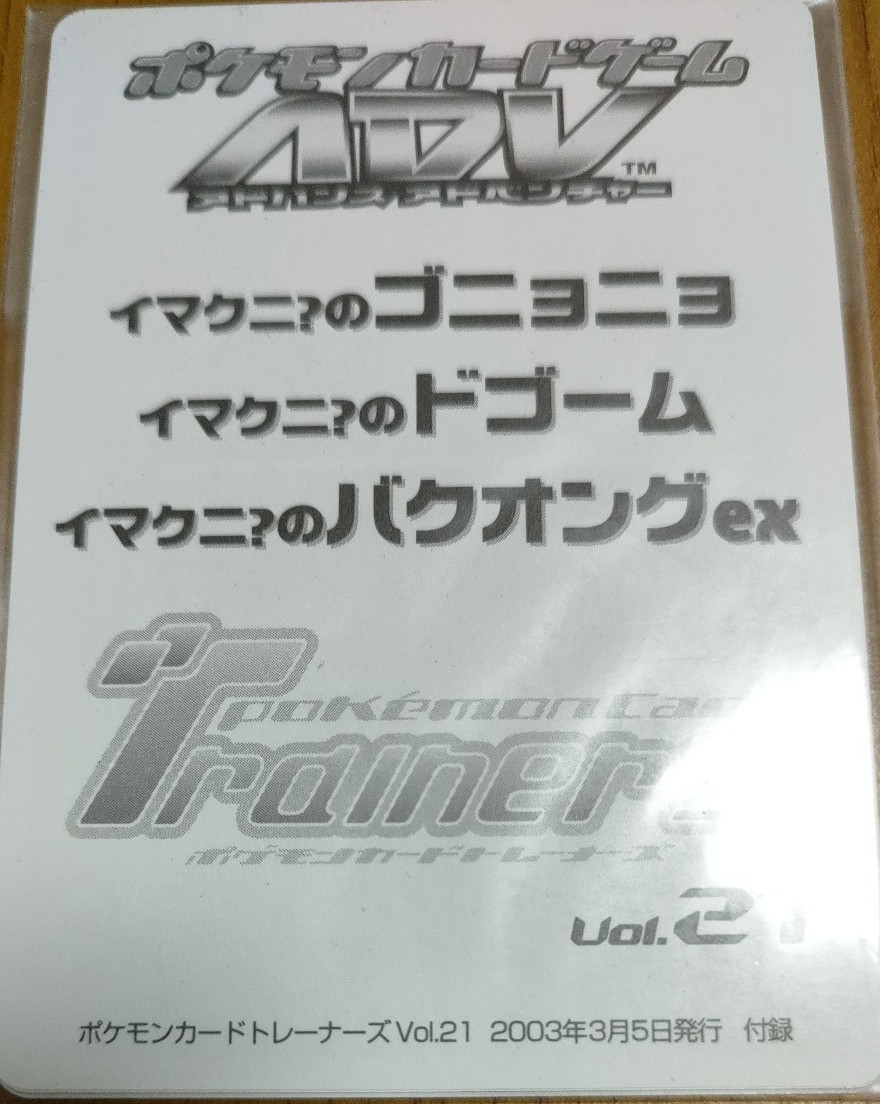 ポケモンカードゲーム
ADV™
アドバンスアドベンチャー
イマクニ?のゴニョニョ
イマクニ?のドゴーム
イマクニ?のバクオングex
pokémon Card
Trainers
ポケモンカードトレーナーズ
Vol.21
ポケモンカードトレーナーズVol.21 2003年3月5日発行 付録